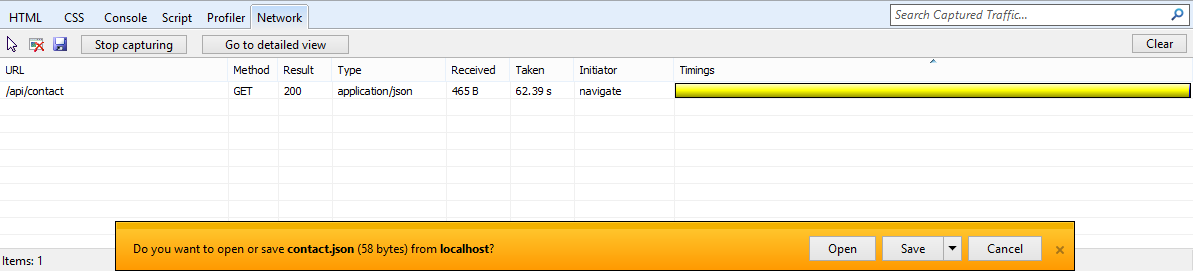 HTML CSS Console Script Profiler Network Search Captured Traffic...
Stop capturing Go to detailed view Clear
URL Method Result Type Received Taken Initiator Timings
/api/contact GET 200 application/json 465 B 62.39 s navigate
Do you want to open or save contact.json (58 bytes) from localhost? Open Save Cancel ×
Items: 1